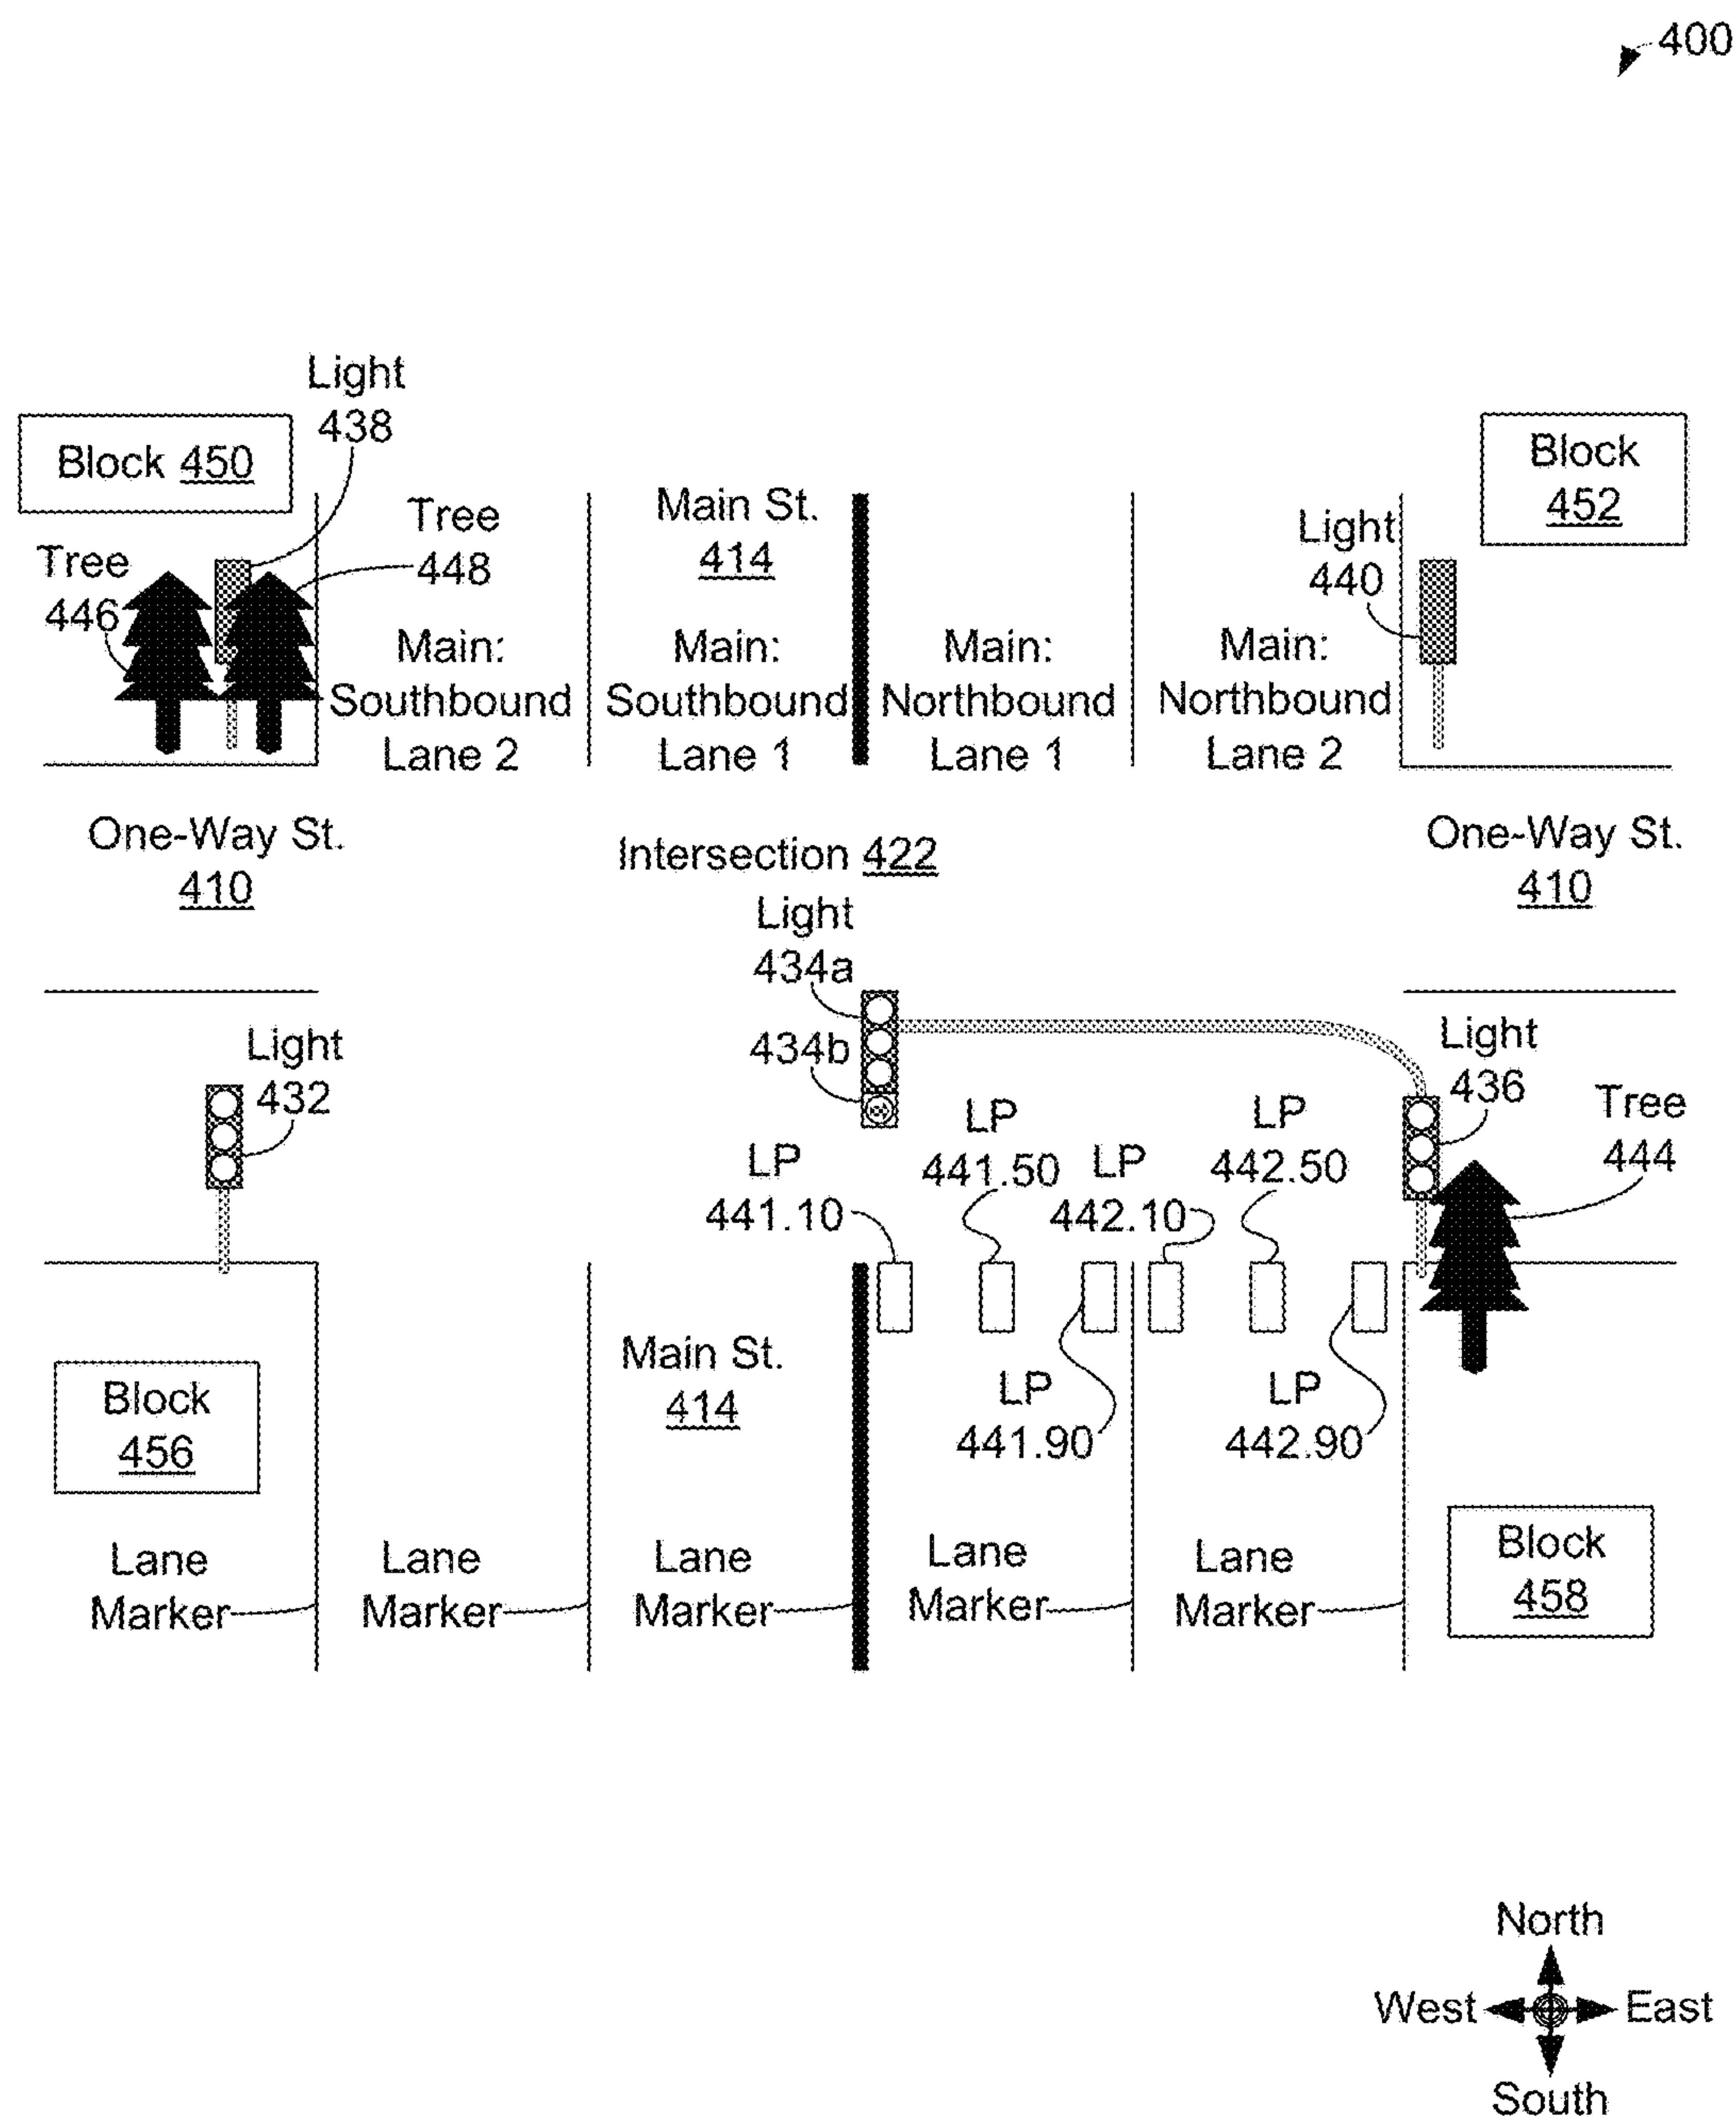 400
Light
438
Block 450
Block
452
Tree
446
Tree
448
Main St.
414
Light
440
Main:
Southbound
Lane 2
Main:
Southbound
Lane 1
Main:
Northbound
Lane 1
Main:
Northbound
Lane 2
One-Way St.
410
Intersection 422
One-Way St.
410
Light
434a
434b
Light
432
Light
436
Tree
444
LP
441.10
LP
441.50
LP
442.10
LP
442.50
Main St.
414
LP
441.90
LP
442.90
Block
456
Block
458
Lane
Marker
Lane
Marker
Lane
Marker
Lane
Marker
Lane
Marker
North
West
East
South